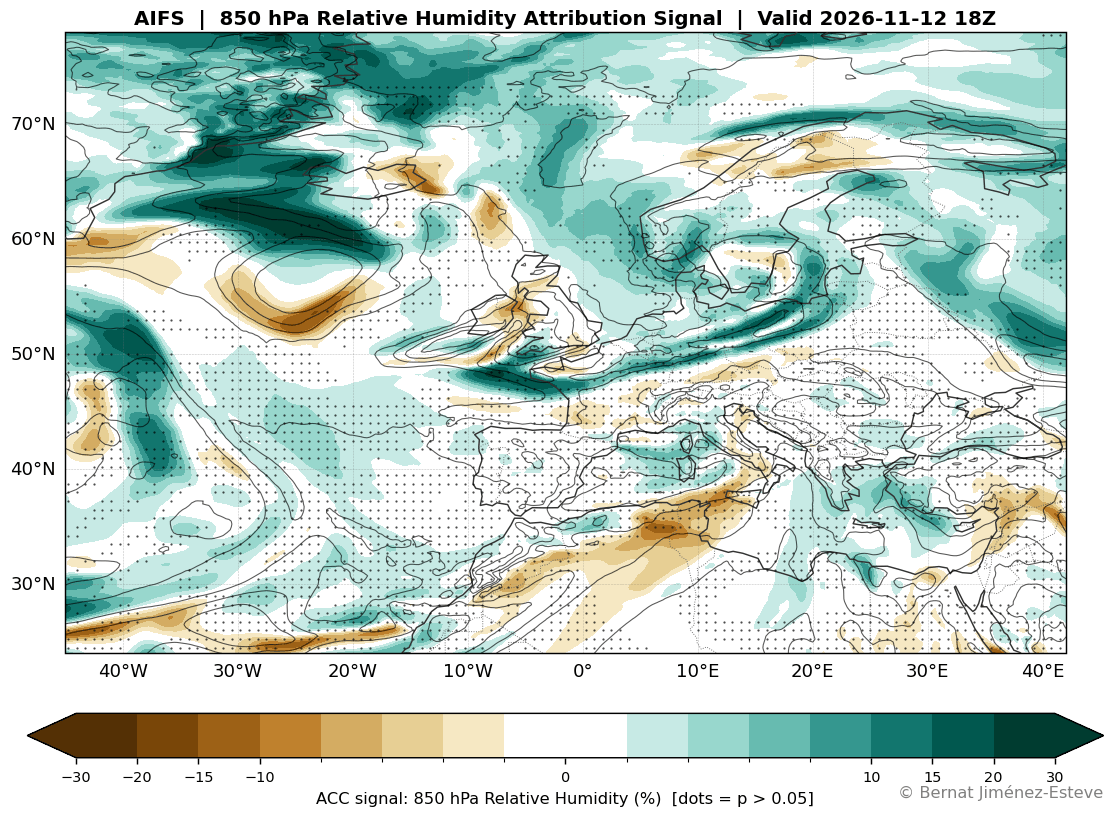 AIFS | 850 hPa Relative Humidity Attribution Signal | Valid 2026-11-12 18Z
70°N
60°N
50°N
40°N
30°N
40°W 30°W 20°W 10°W 0° 10°E 20°E 30°E 40°E
−30 −20 −15 −10 0 10 15 20 30
ACC signal: 850 hPa Relative Humidity (%) [dots = p > 0.05]
© Bernat Jiménez-Esteve